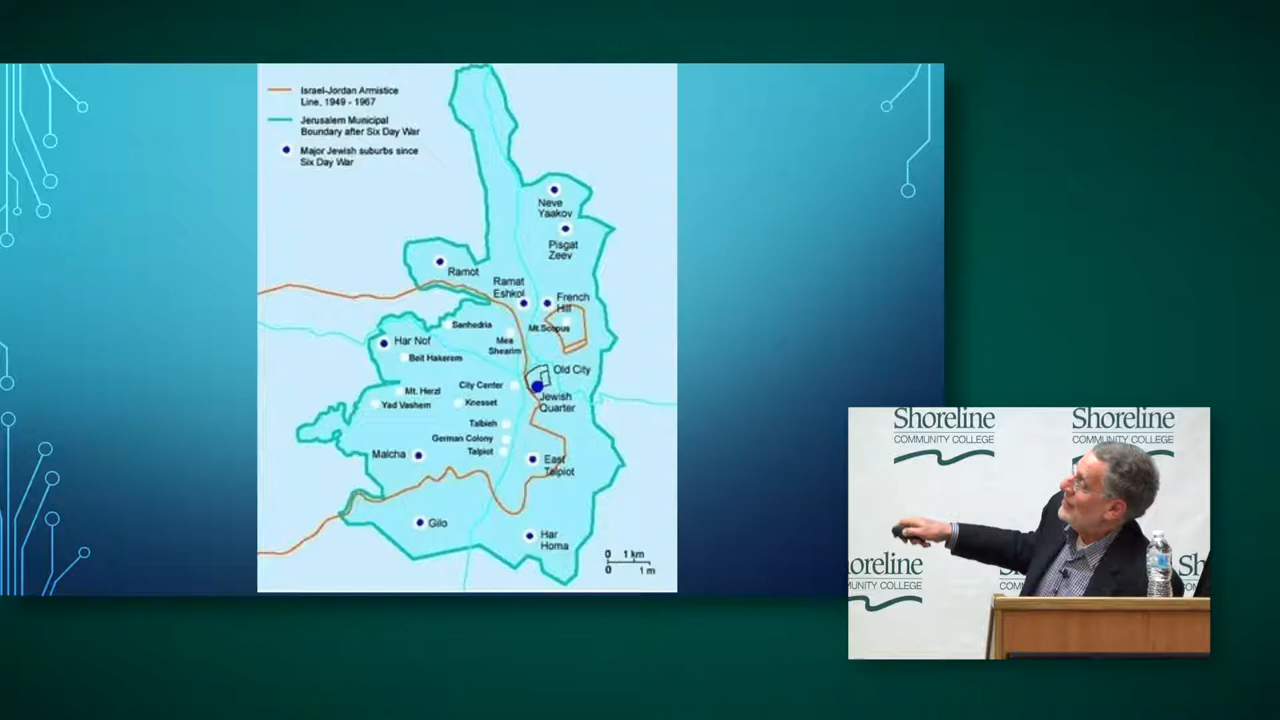 Israel-Jordan Armistice
Line, 1949 - 1967
Jerusalem Municipal
Boundary after Six Day War
Major Jewish suburbs since
Six Day War
Neve
Yaakov
Pisgat
Zeev
Ramot
Ramat
Eshkol
French
Hill
Sanhedria
Mt.Scopus
Har Nof
Mea
Shearim
Beit Hakerem
Old City
City Center
Mt. Herzl
Jewish
Quarter
Yad Vashem
Knesset
Talbieh
German Colony
Talpiot
Malcha
East
Talpiot
Gilo
Har
Homa
0 1 km
0 1 m
Shoreline
COMMUNITY COLLEGE
Shoreline
COMMUNITY COLLEGE
oreline
MUNITY COLLEGE
Sh